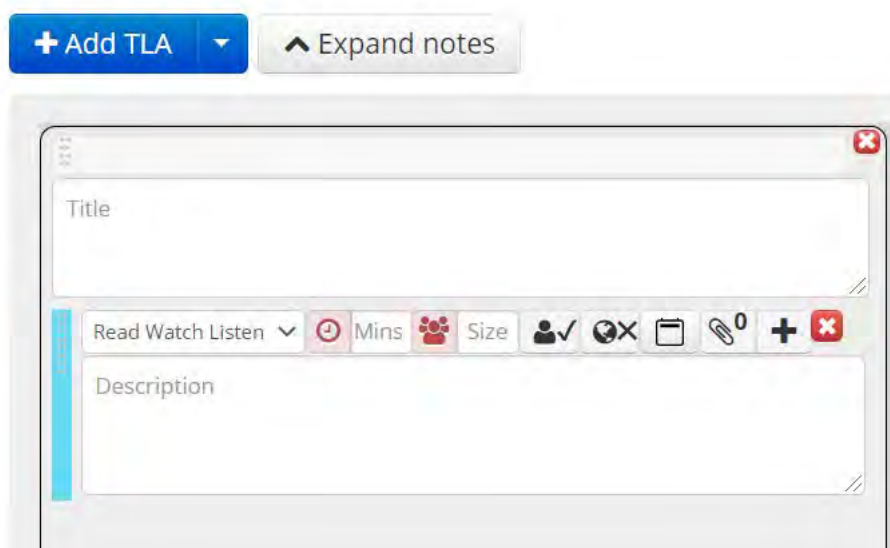 Add TLA Expand notes
Title
Read Watch Listen Mins Size 0
Description